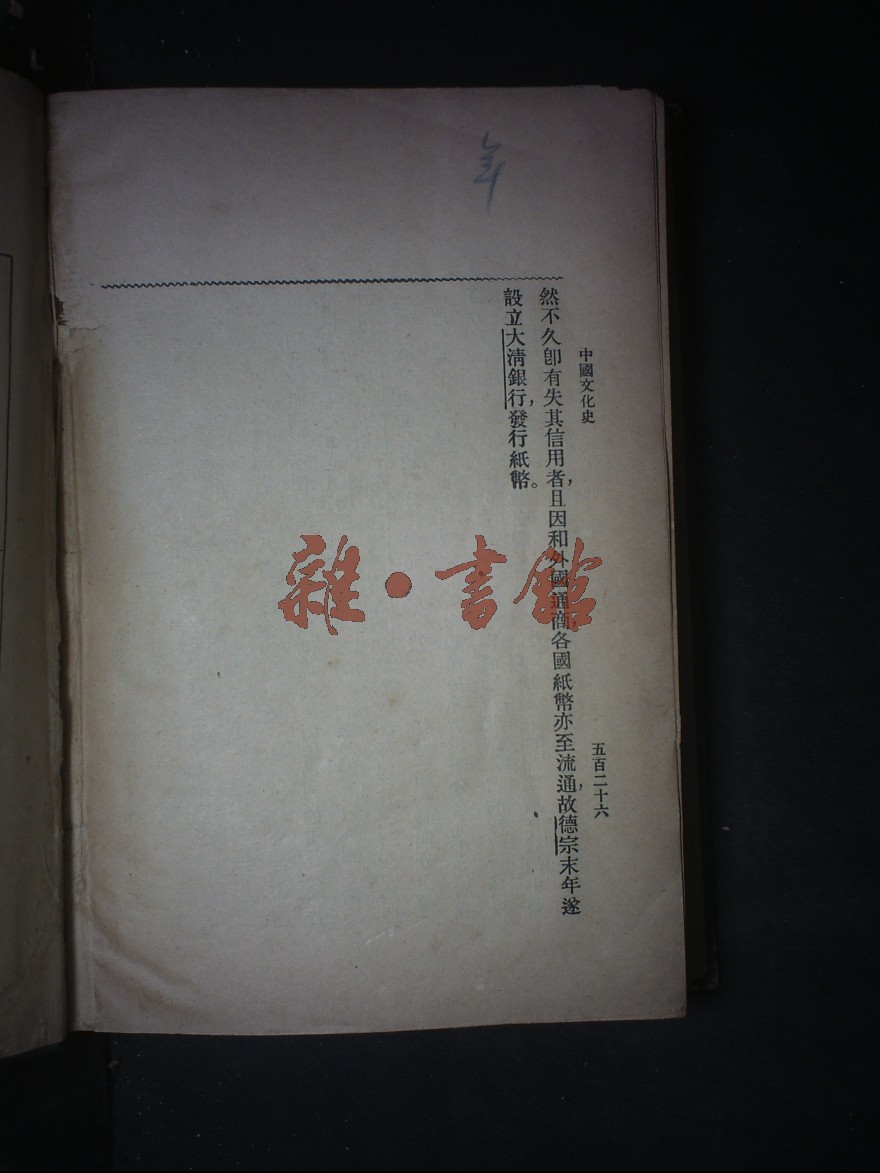 中國文化史
五百二十六
然不久卽有失其信用者，且因和外國通商，各國紙幣亦至流通，故德宗末年遂
設立大淸銀行，發行紙幣。
雜·書館